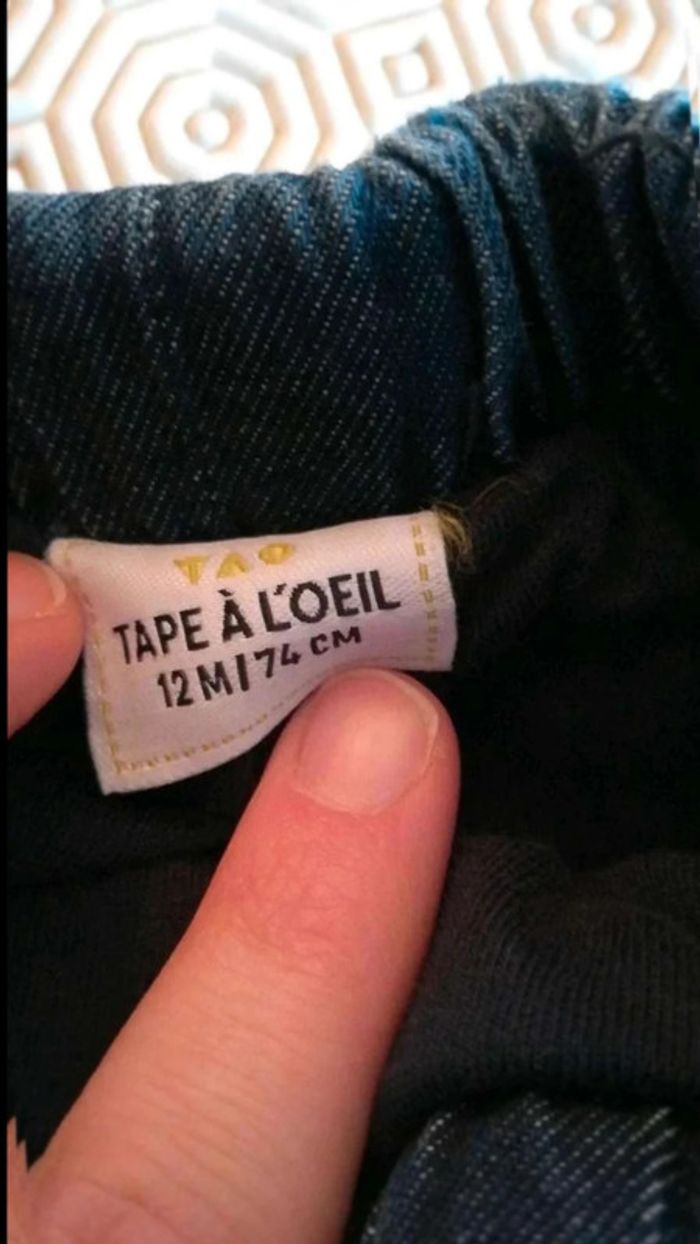 TAO
TAPE À L'OEIL
12 M / 74 CM